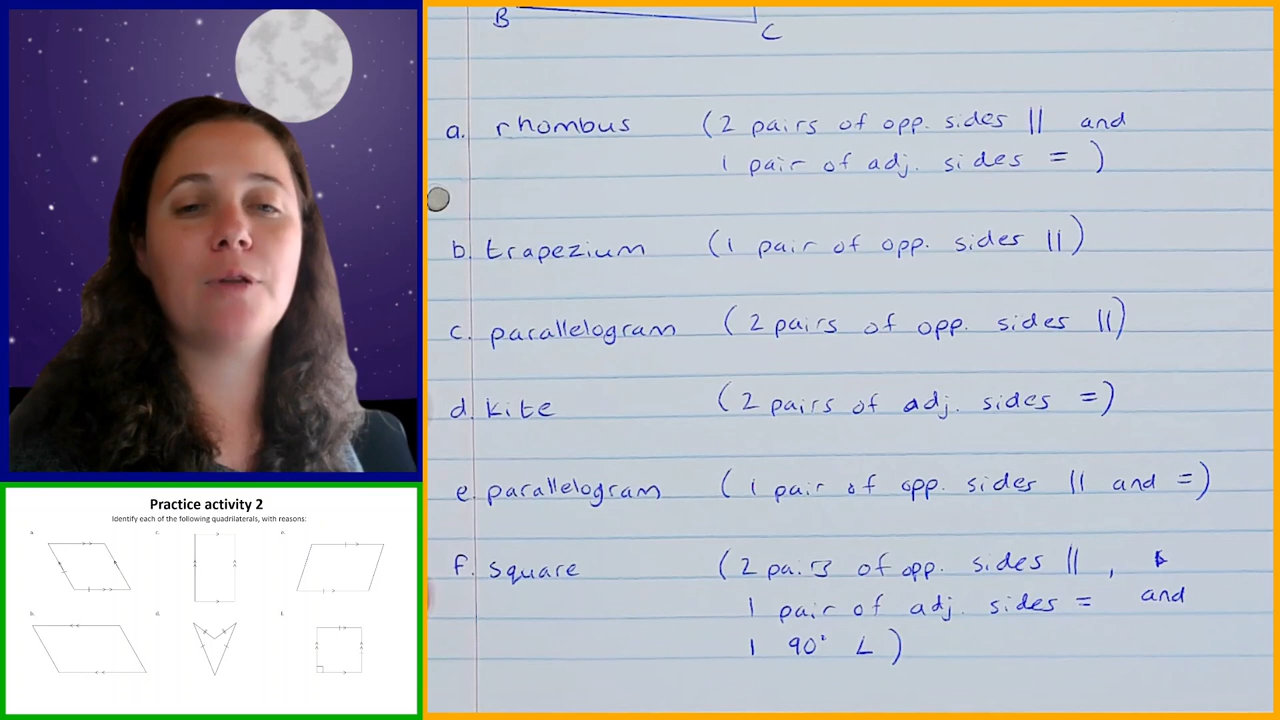 B
C
a. rhombus (2 pairs of opp. sides || and
1 pair of adj. sides = )
b. trapezium (1 pair of opp. sides ||)
c. parallelogram (2 pairs of opp. sides ||)
d. kite (2 pairs of adj. sides =)
e. parallelogram (1 pair of opp. sides || and =)
f. square (2 pairs of opp. sides || ,
1 pair of adj. sides = and
1 90° ∠ )
Practice activity 2
Identify each of the following quadrilaterals, with reasons:
a. c. e.
b. d. f.